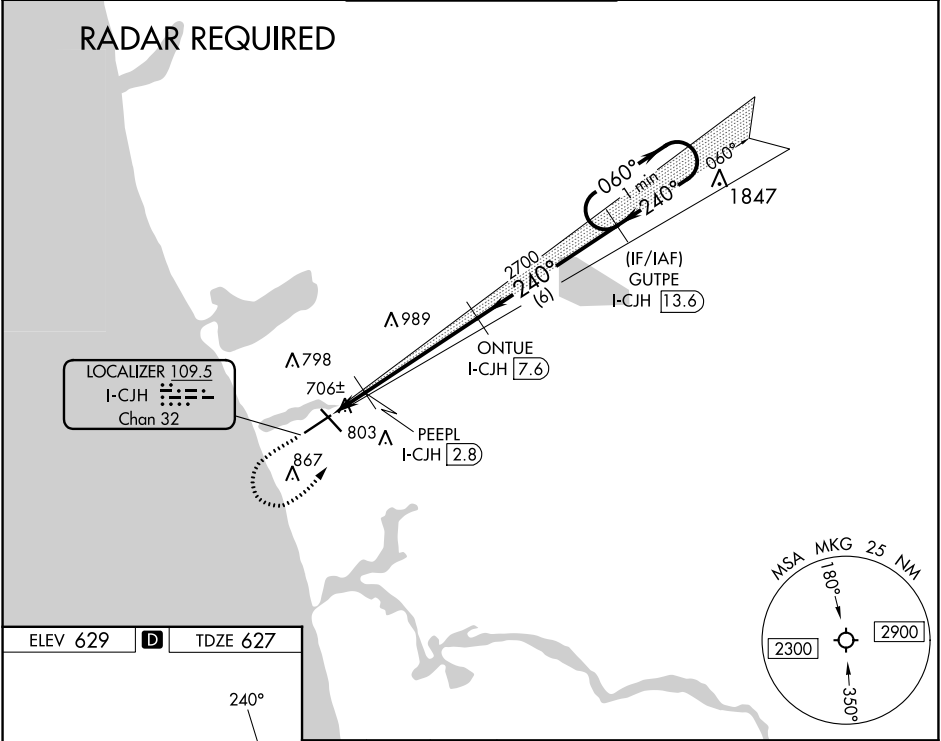 RADAR REQUIRED
060°
1 min
240°
060°
1847
2700
240°
(6)
(IF/IAF)
GUTPE
I-CJH 13.6
989
ONTUE
I-CJH 7.6
798
LOCALIZER 109.5
I-CJH
Chan 32
706±
803
PEEPL
I-CJH 2.8
867
MSA MKG 25 NM
180°
2300
2900
350°
ELEV 629 D TDZE 627
240°